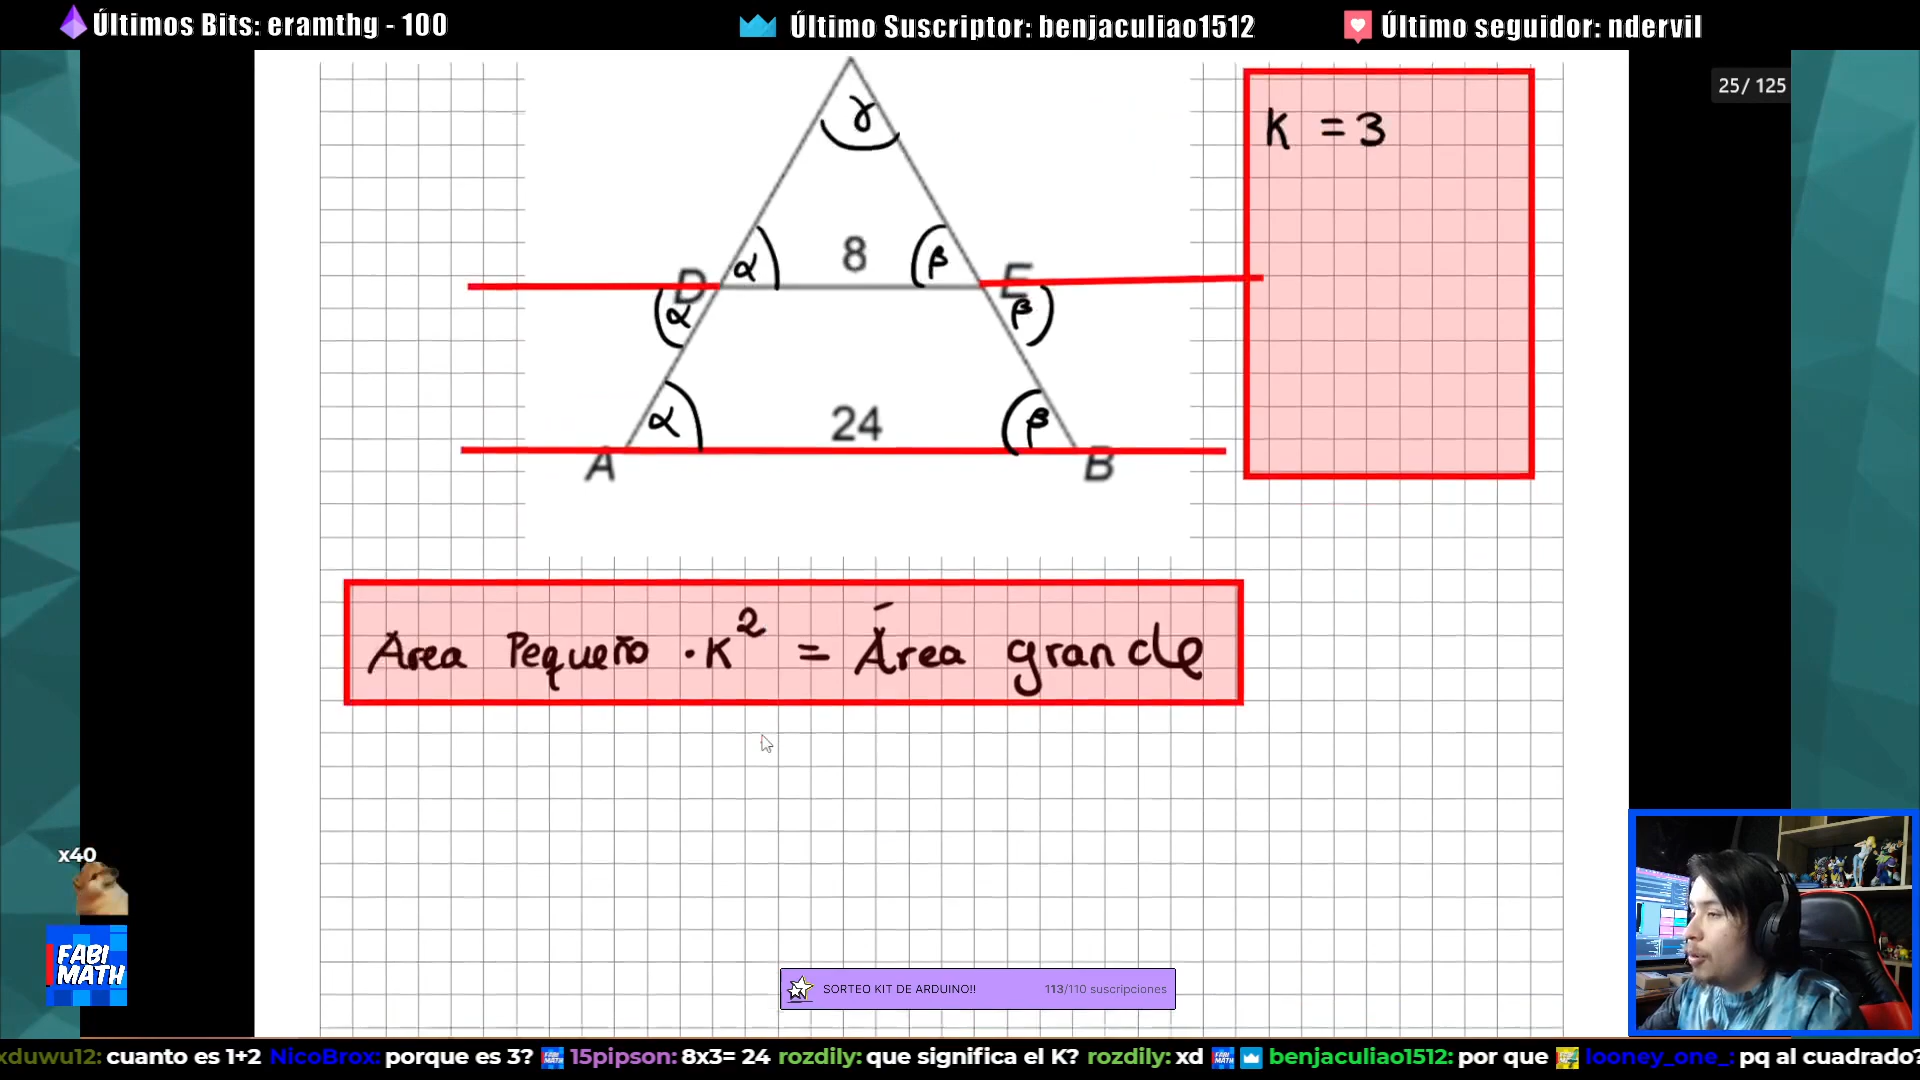 Últimos Bits: eramthg - 100
Último Suscriptor: benjaculiao1512
Último seguidor: ndervil
25/ 125
γ
K = 3
α 8 β
D E
α β
α 24 β
A B
Area Pequeño · K² = Área grande
x40
FABI
MATH
SORTEO KIT DE ARDUINO!! 113/110 suscripciones
xduwu12: cuanto es 1+2 NicoBrox: porque es 3? 15pipson: 8x3= 24 rozdily: que significa el K? rozdily: xd benjaculiao1512: por que looney_one_: pq al cuadrado?